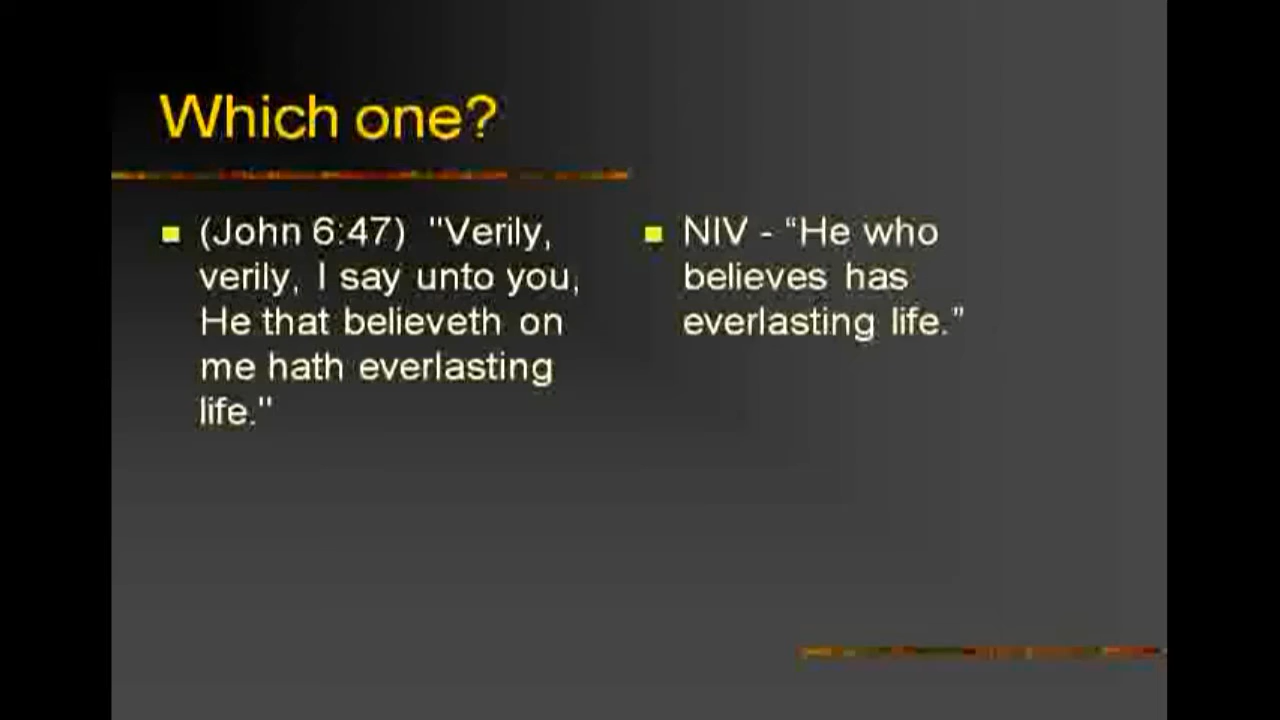 Which one?
(John 6:47) "Verily,
verily, I say unto you,
He that believeth on
me hath everlasting
life."
NIV - “He who
believes has
everlasting life.”